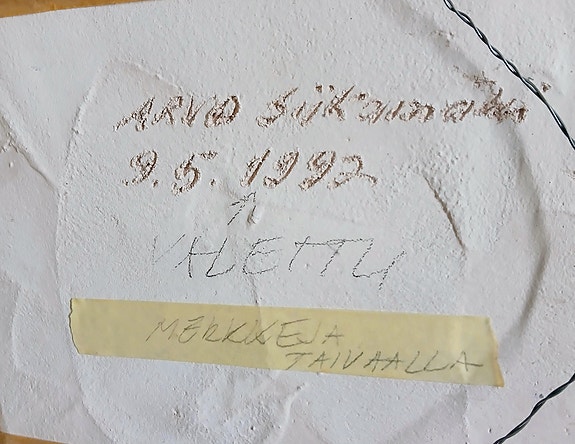 ARVO Siikamäki
9.5.1992
↑
VALETTU
MERKKEJÄ
TAIVAALLA